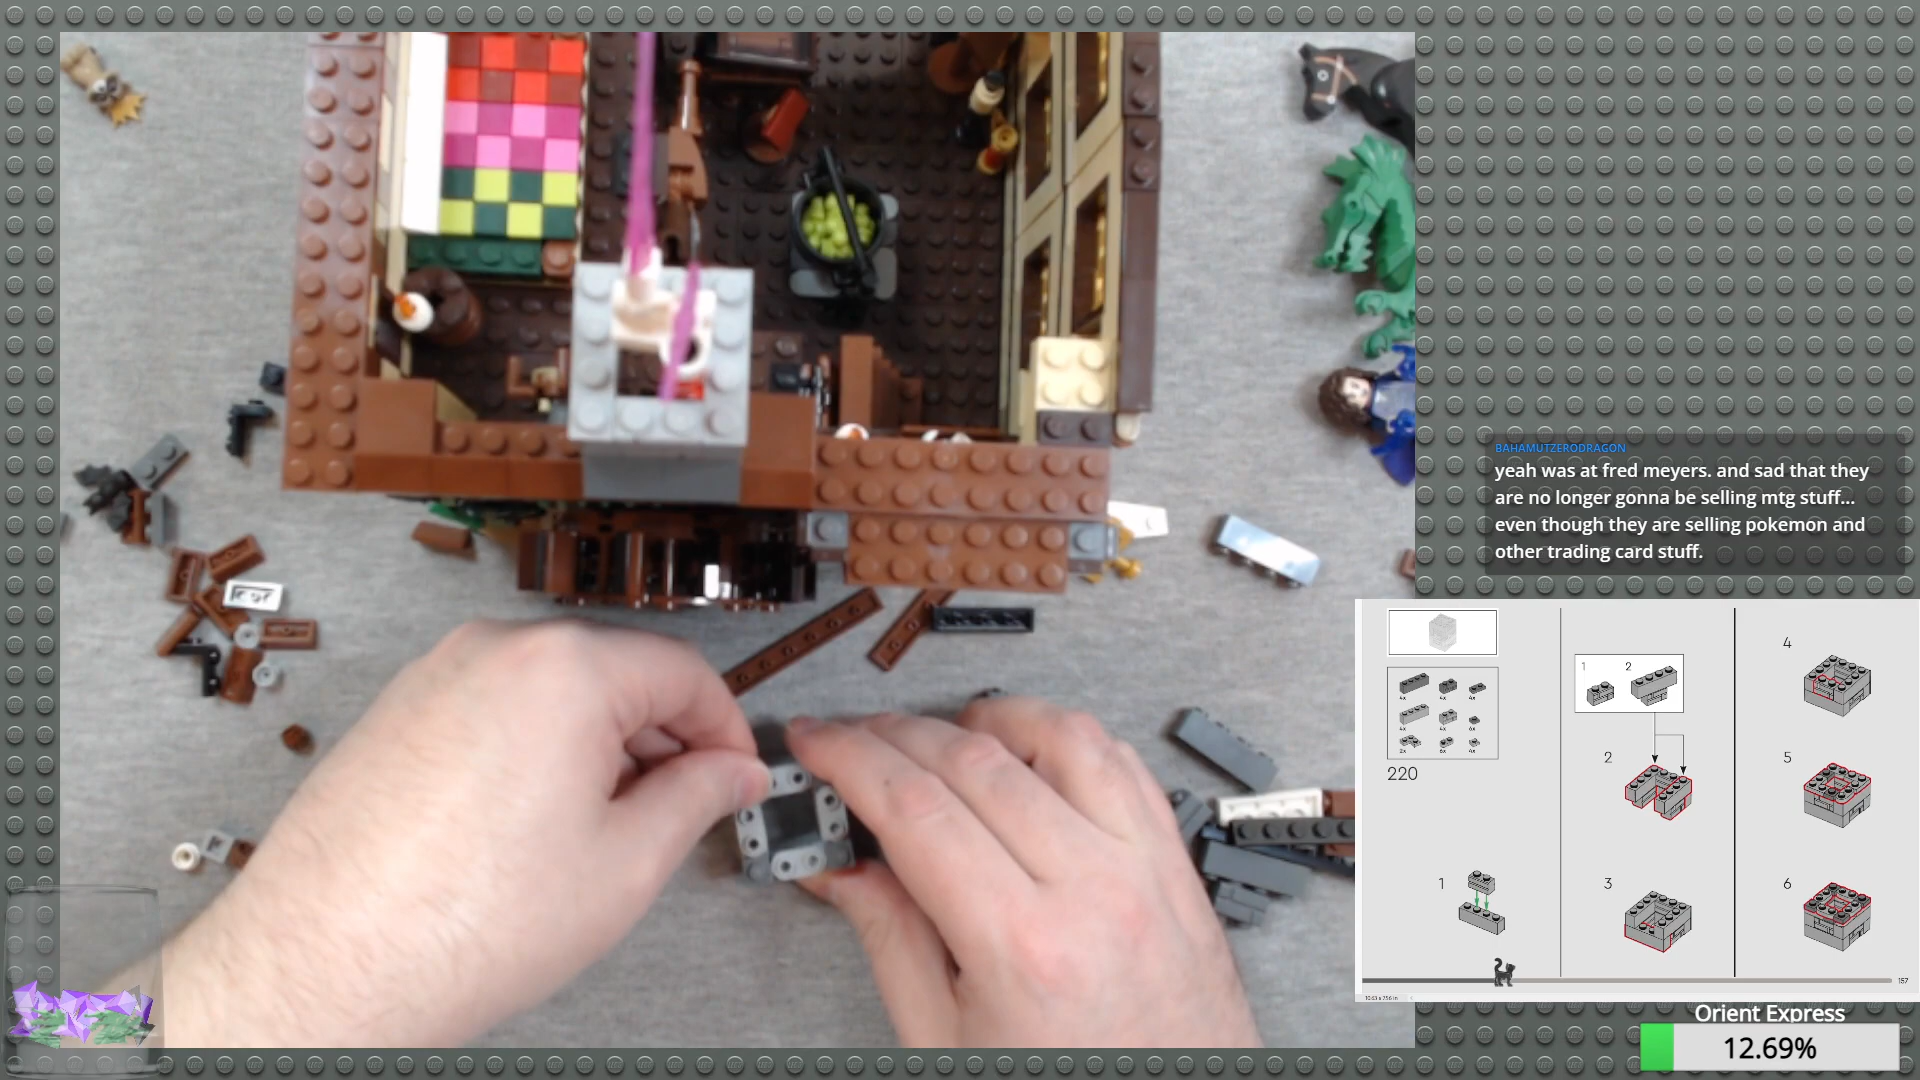 BAHAMUTZERODRAGON
yeah was at fred meyers. and sad that they
are no longer gonna be selling mtg stuff...
even though they are selling pokemon and
other trading card stuff.
1 2
4
220
2
5
1
3
6
157
Orient Express
12.69%